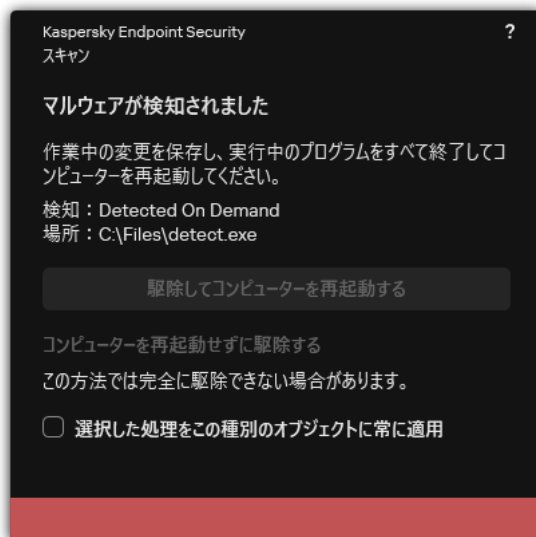 Kaspersky Endpoint Security
?
スキャン
マルウェアが検知されました
作業中の変更を保存し、実行中のプログラムをすべて終了してコ
ンピューターを再起動してください。
検知：Detected On Demand
場所：C:\Files\detect.exe
駆除してコンピューターを再起動する
コンピューターを再起動せずに駆除する
この方法では完全に駆除できない場合があります。
選択した処理をこの種別のオブジェクトに常に適用